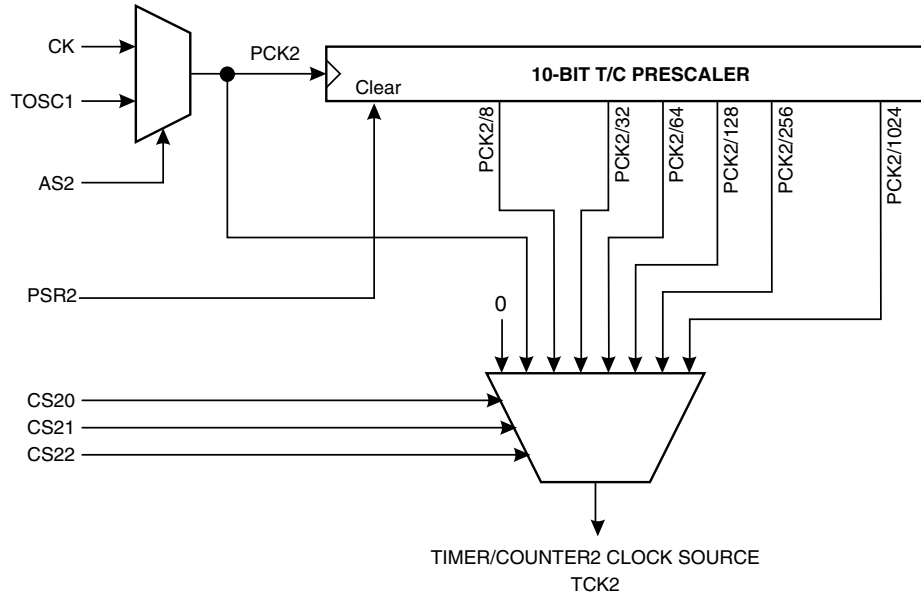 CK
PCK2
10-BIT T/C PRESCALER
TOSC1
Clear
PCK2/8
PCK2/32
PCK2/64
PCK2/128
PCK2/256
PCK2/1024
AS2
PSR2
0
CS20
CS21
CS22
TIMER/COUNTER2 CLOCK SOURCE
TCK2